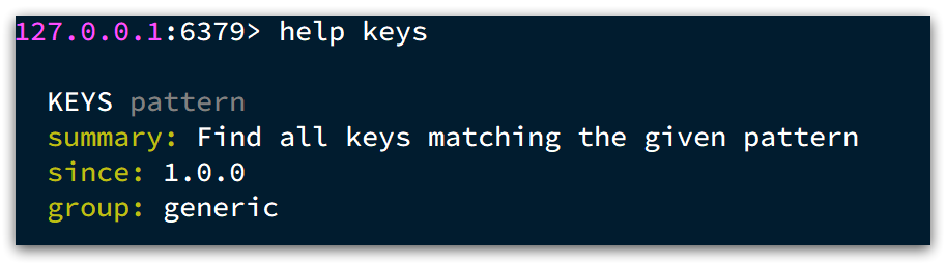 127.0.0.1:6379> help keys
KEYS pattern
summary: Find all keys matching the given pattern
since: 1.0.0
group: generic